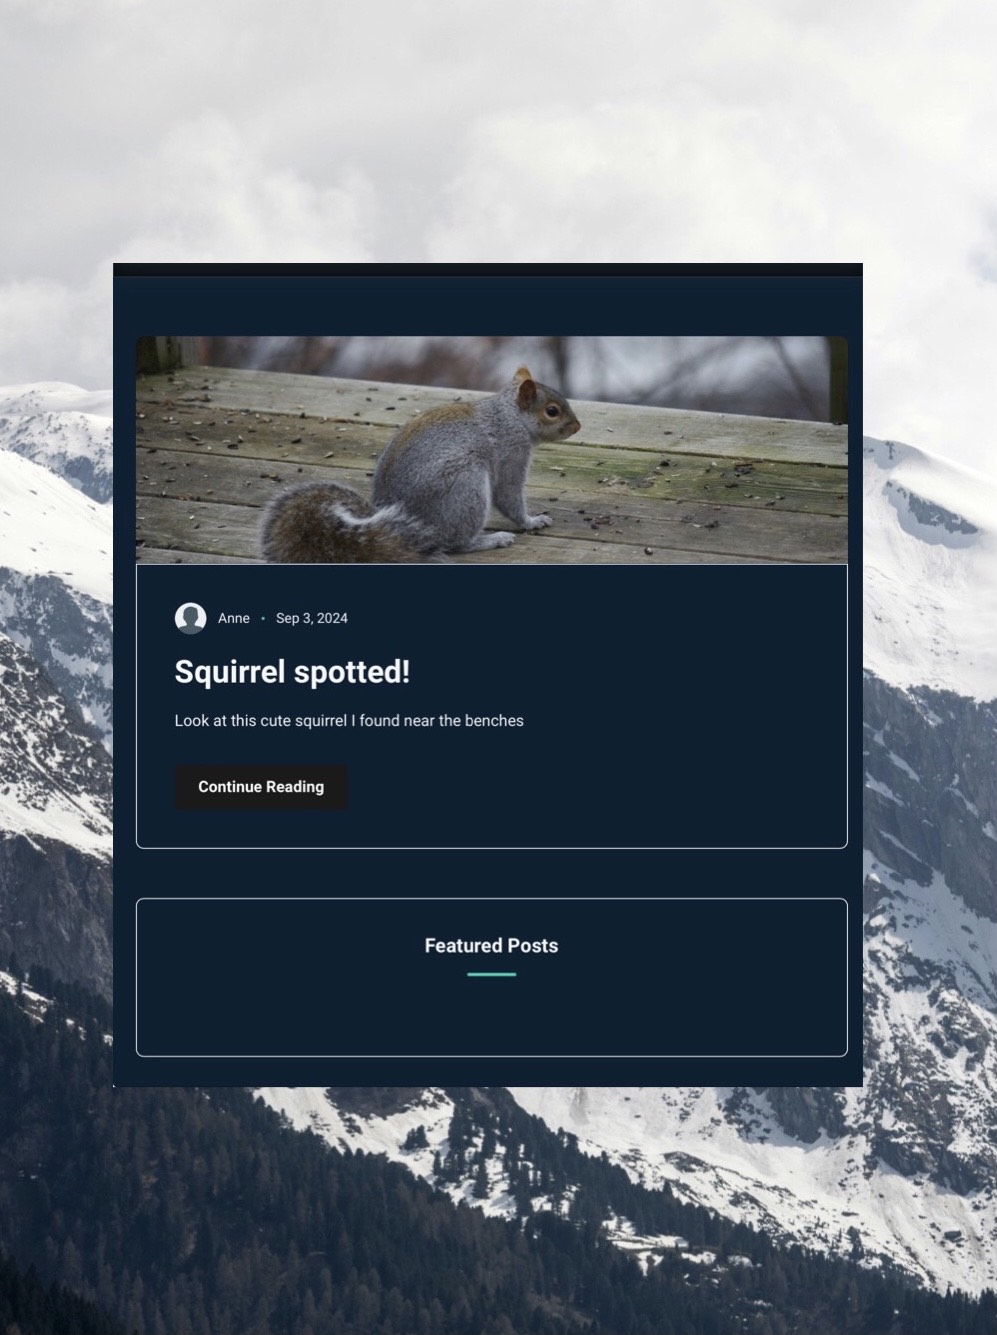 Anne • Sep 3, 2024
Squirrel spotted!
Look at this cute squirrel I found near the benches
Continue Reading
Featured Posts